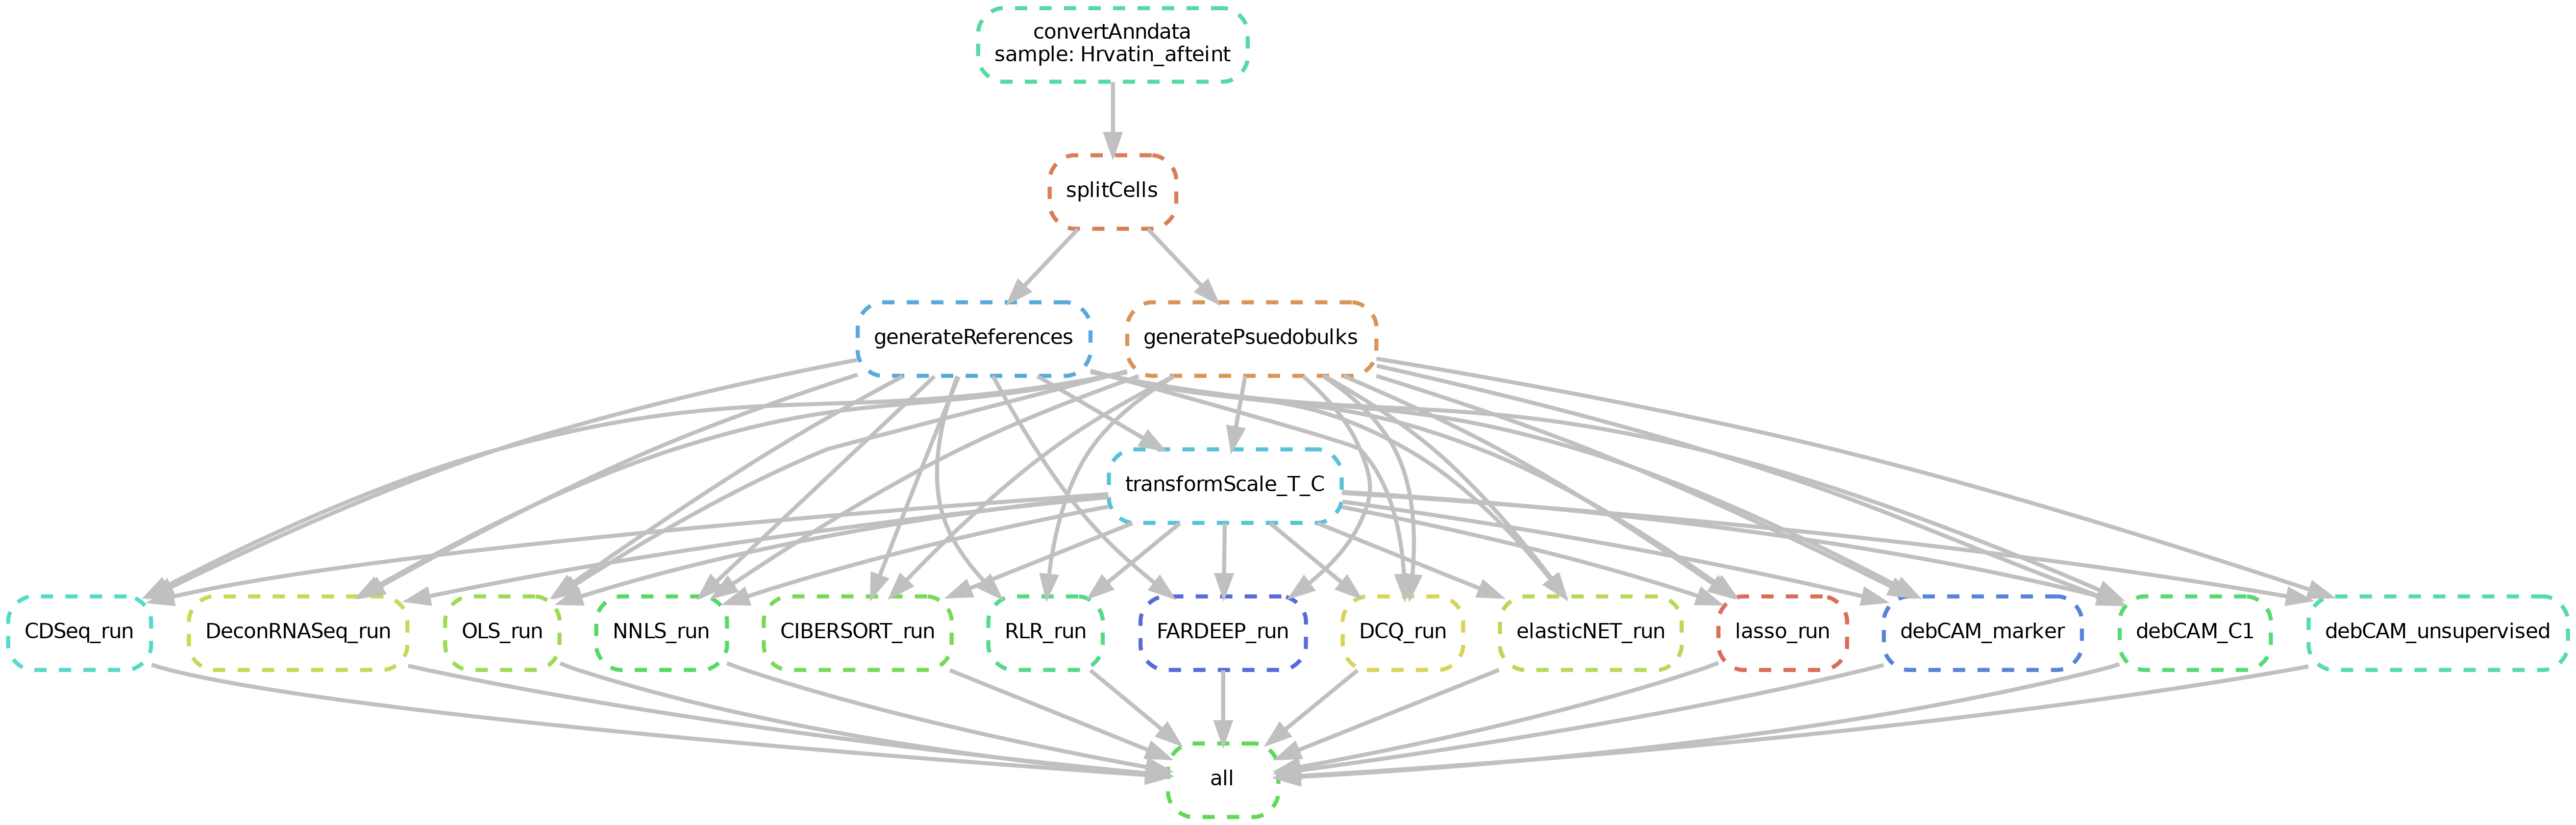 convertAnndata
sample: Hrvatin_afteint
splitCells
generateReferences
generatePsuedobulks
transformScale_T_C
CDSeq_run
DeconRNASeq_run
OLS_run
NNLS_run
CIBERSORT_run
RLR_run
FARDEEP_run
DCQ_run
elasticNET_run
lasso_run
debCAM_marker
debCAM_C1
debCAM_unsupervised
all